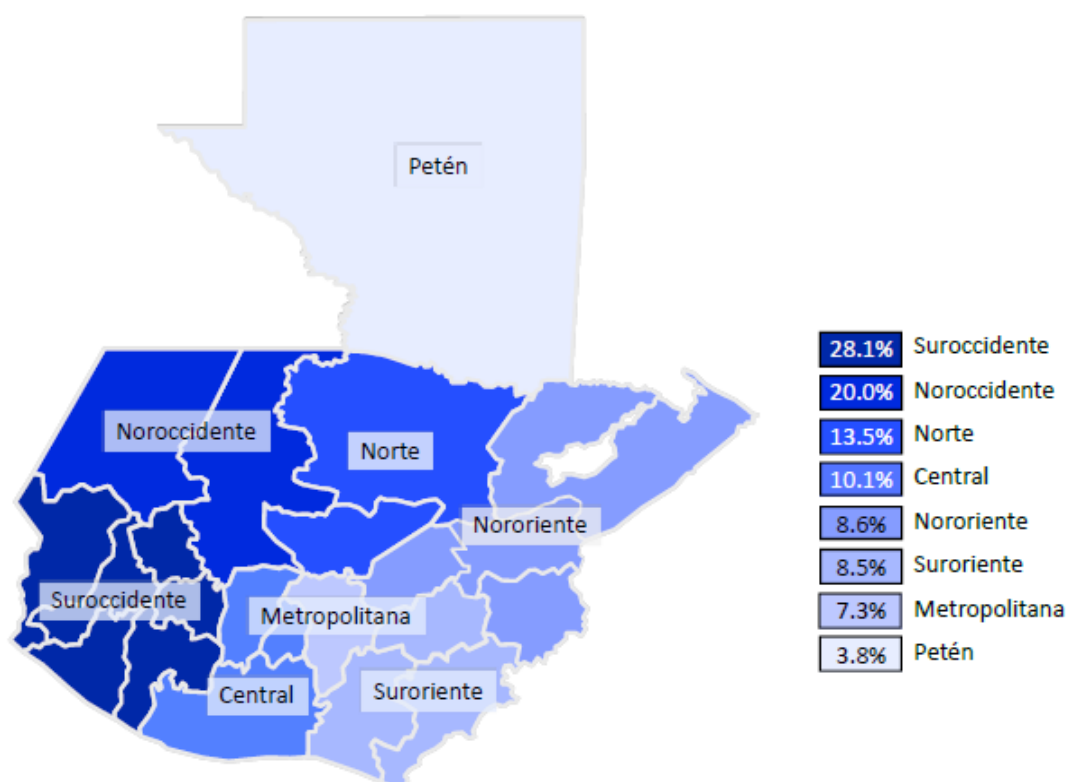 Petén
Noroccidente
Norte
Nororiente
Suroccidente
Metropolitana
Central
Suroriente
28.1% Suroccidente
20.0% Noroccidente
13.5% Norte
10.1% Central
8.6% Nororiente
8.5% Suroriente
7.3% Metropolitana
3.8% Petén